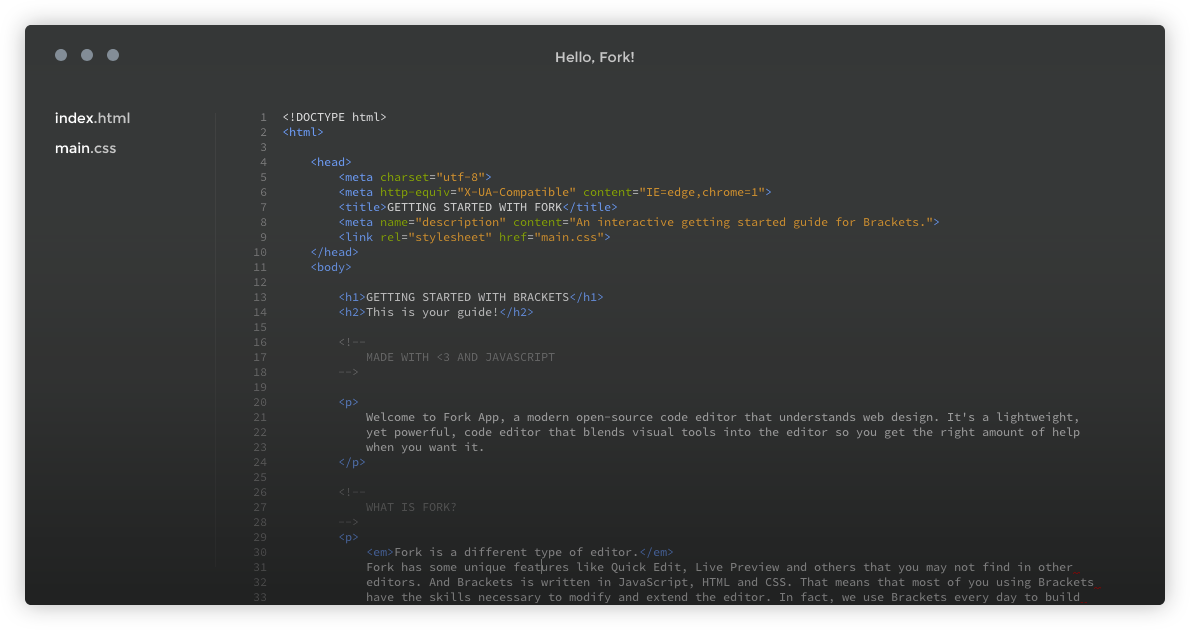 Hello, Fork!
index.html
main.css
1 <!DOCTYPE html>
2 <html>
3
4 <head>
5 <meta charset="utf-8">
6 <meta http-equiv="X-UA-Compatible" content="IE=edge,chrome=1">
7 <title>GETTING STARTED WITH FORK</title>
8 <meta name="description" content="An interactive getting started guide for Brackets.">
9 <link rel="stylesheet" href="main.css">
10 </head>
11 <body>
12
13 <h1>GETTING STARTED WITH BRACKETS</h1>
14 <h2>This is your guide!</h2>
15
16 <!--
17 MADE WITH <3 AND JAVASCRIPT
18 -->
19
20 <p>
21 Welcome to Fork App, a modern open-source code editor that understands web design. It's a lightweight,
22 yet powerful, code editor that blends visual tools into the editor so you get the right amount of help
23 when you want it.
24 </p>
25
26 <!--
27 WHAT IS FORK?
28 -->
29 <p>
30 <em>Fork is a different type of editor.</em>
31 Fork has some unique features like Quick Edit, Live Preview and others that you may not find in other
32 editors. And Brackets is written in JavaScript, HTML and CSS. That means that most of you using Brackets
33 have the skills necessary to modify and extend the editor. In fact, we use Brackets every day to build